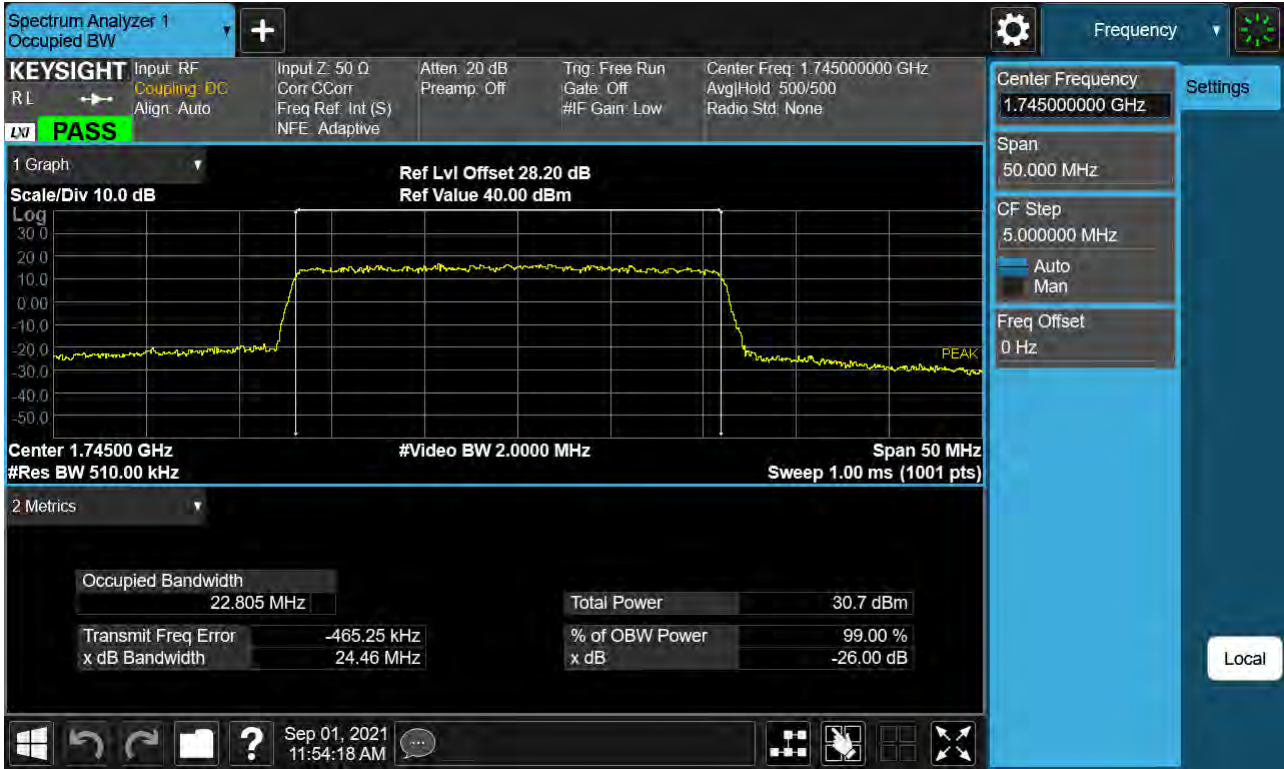 Spectrum Analyzer 1
Occupied BW
Frequency
KEYSIGHT
RL
LXI
PASS
Input: RF
Coupling: DC
Align: Auto
Input Z: 50 Ω
Corr CCorr
Freq Ref: Int (S)
NFE: Adaptive
Atten: 20 dB
Preamp: Off
Trig: Free Run
Gate: Off
#IF Gain: Low
Center Freq: 1.745000000 GHz
Avg|Hold: 500/500
Radio Std: None
Center Frequency
1.745000000 GHz
Settings
Span
50.000 MHz
CF Step
5.000000 MHz
Auto
Man
Freq Offset
0 Hz
Local
1 Graph
Scale/Div 10.0 dB
Ref Lvl Offset 28.20 dB
Ref Value 40.00 dBm
Log
30.0
20.0
10.0
0.00
-10.0
-20.0
-30.0
-40.0
-50.0
PEAK
Center 1.74500 GHz
#Video BW 2.0000 MHz
Span 50 MHz
#Res BW 510.00 kHz
Sweep 1.00 ms (1001 pts)
2 Metrics
Occupied Bandwidth
22.805 MHz
Total Power 30.7 dBm
Transmit Freq Error -465.25 kHz
% of OBW Power 99.00 %
x dB Bandwidth 24.46 MHz
x dB -26.00 dB
Sep 01, 2021
11:54:18 AM